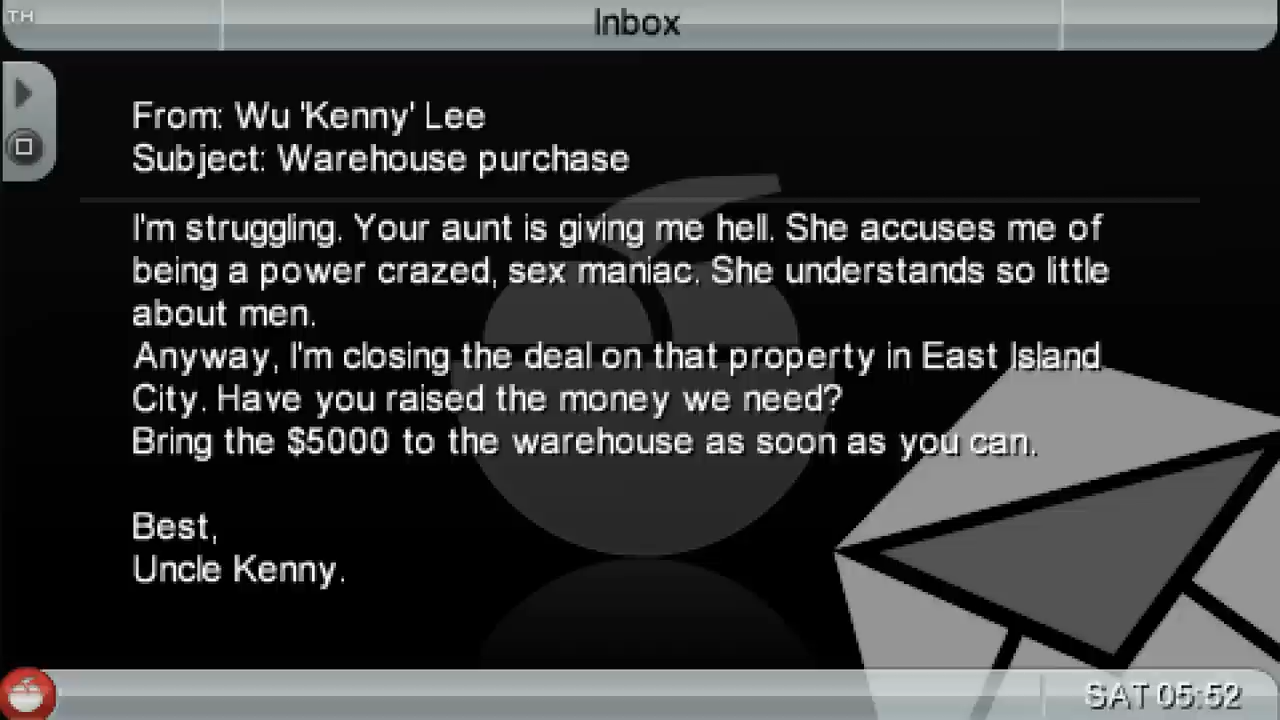 TH
Inbox
From: Wu 'Kenny' Lee
Subject: Warehouse purchase
I'm struggling. Your aunt is giving me hell. She accuses me of
being a power crazed, sex maniac. She understands so little
about men.
Anyway, I'm closing the deal on that property in East Island
City. Have you raised the money we need?
Bring the $5000 to the warehouse as soon as you can.
Best,
Uncle Kenny.
SAT 05:52